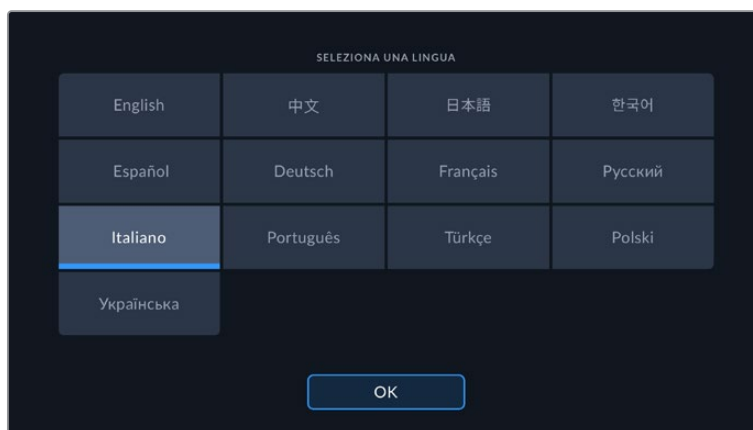 SELEZIONA UNA LINGUA
English 中文 日本語 한국어
Español Deutsch Français Русский
Italiano Português Türkçe Polski
Українська
OK